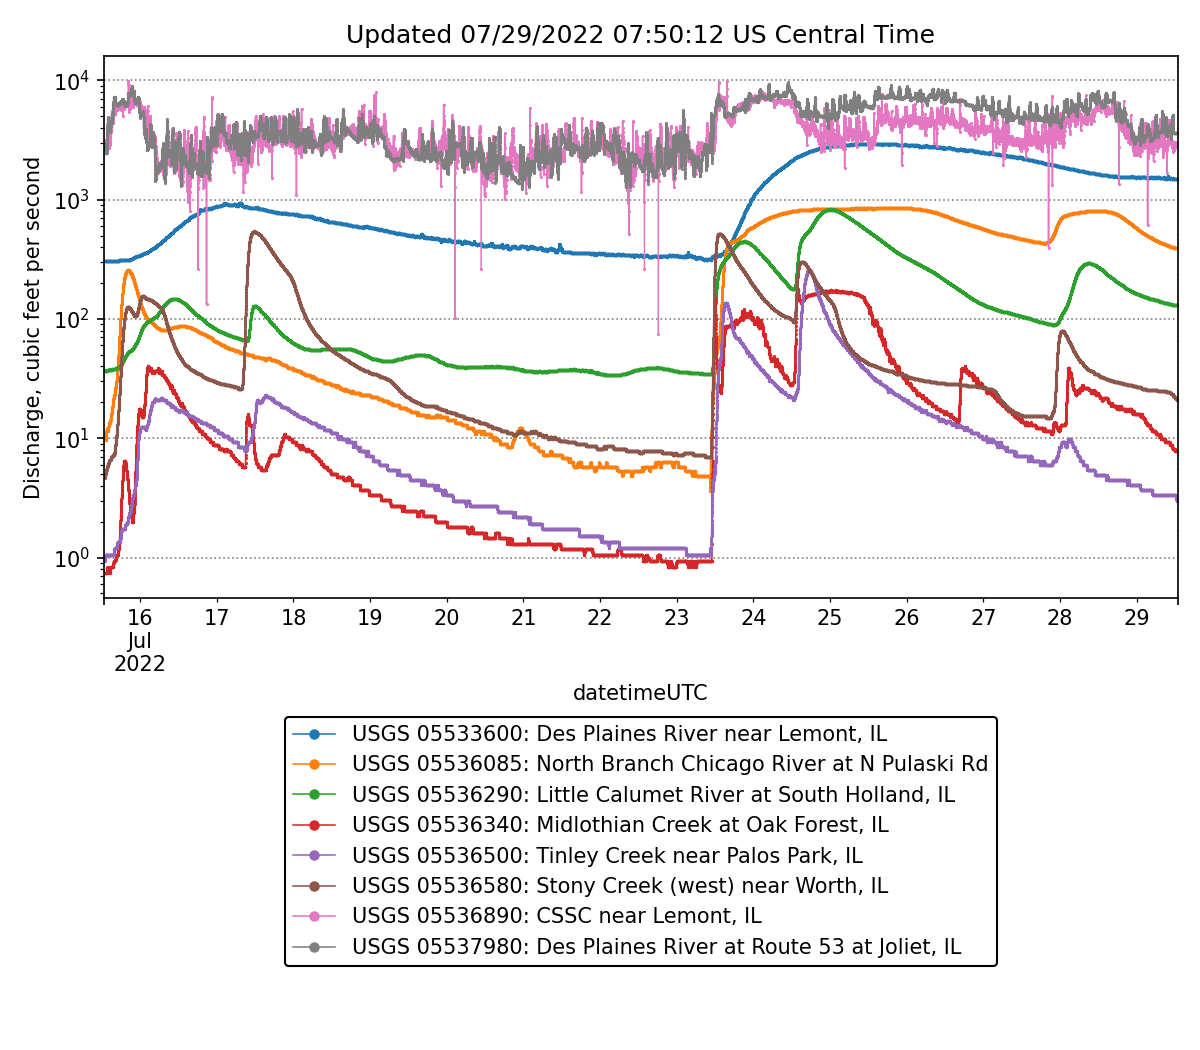 Updated 07/29/2022 07:50:12 US Central Time
Discharge, cubic feet per second
10^4
10^3
10^2
10^1
10^0
16 17 18 19 20 21 22 23 24 25 26 27 28 29
Jul
2022
datetimeUTC
USGS 05533600: Des Plaines River near Lemont, IL
USGS 05536085: North Branch Chicago River at N Pulaski Rd
USGS 05536290: Little Calumet River at South Holland, IL
USGS 05536340: Midlothian Creek at Oak Forest, IL
USGS 05536500: Tinley Creek near Palos Park, IL
USGS 05536580: Stony Creek (west) near Worth, IL
USGS 05536890: CSSC near Lemont, IL
USGS 05537980: Des Plaines River at Route 53 at Joliet, IL